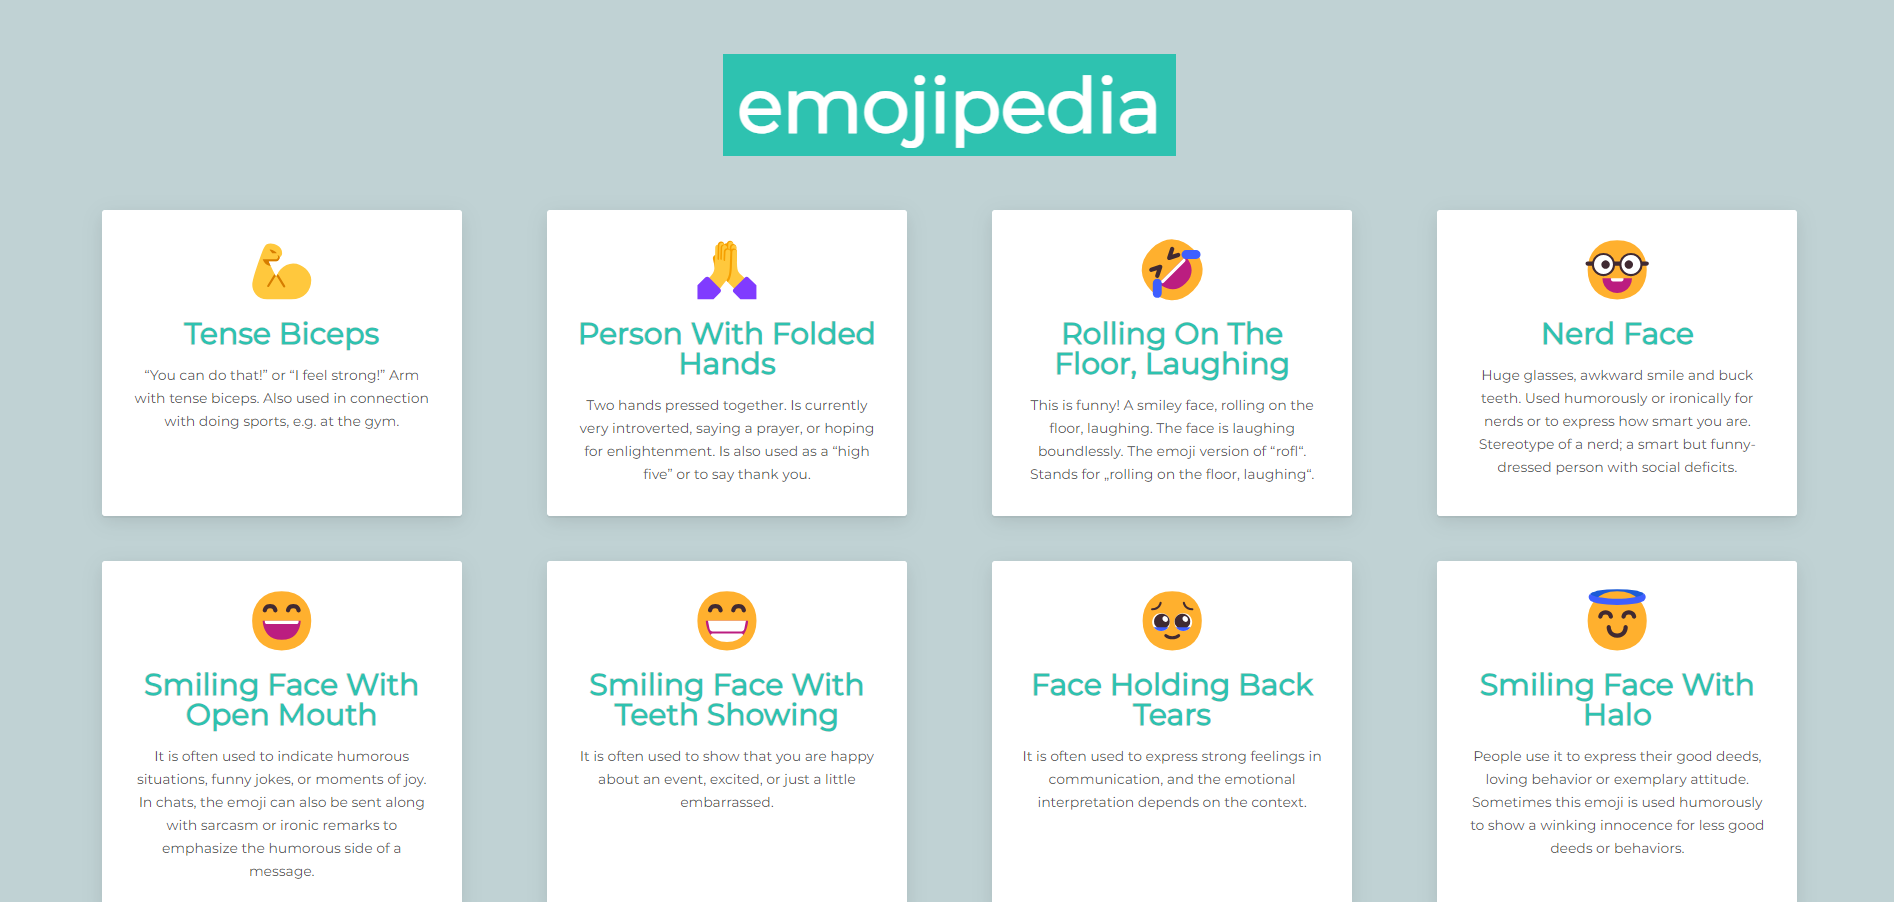 emojipedia
Tense Biceps
“You can do that!” or “I feel strong!” Arm
with tense biceps. Also used in connection
with doing sports, e.g. at the gym.
Person With Folded
Hands
Two hands pressed together. Is currently
very introverted, saying a prayer, or hoping
for enlightenment. Is also used as a “high
five” or to say thank you.
Rolling On The
Floor, Laughing
This is funny! A smiley face, rolling on the
floor, laughing. The face is laughing
boundlessly. The emoji version of “rofl“.
Stands for „rolling on the floor, laughing“.
Nerd Face
Huge glasses, awkward smile and buck
teeth. Used humorously or ironically for
nerds or to express how smart you are.
Stereotype of a nerd; a smart but funny-
dressed person with social deficits.
Smiling Face With
Open Mouth
It is often used to indicate humorous
situations, funny jokes, or moments of joy.
In chats, the emoji can also be sent along
with sarcasm or ironic remarks to
emphasize the humorous side of a
message.
Smiling Face With
Teeth Showing
It is often used to show that you are happy
about an event, excited, or just a little
embarrassed.
Face Holding Back
Tears
It is often used to express strong feelings in
communication, and the emotional
interpretation depends on the context.
Smiling Face With
Halo
People use it to express their good deeds,
loving behavior or exemplary attitude.
Sometimes this emoji is used humorously
to show a winking innocence for less good
deeds or behaviors.